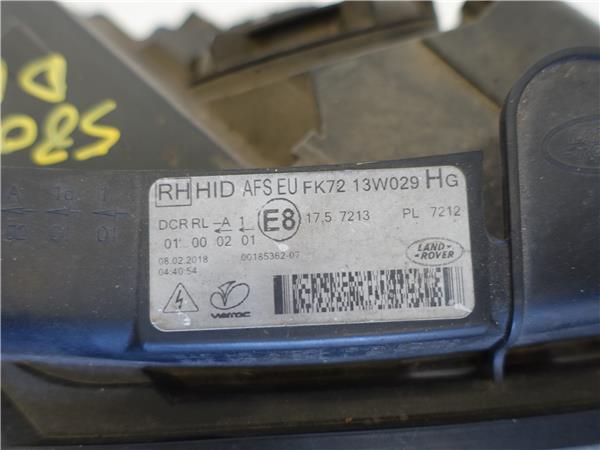 RH HID AFS EU FK72 13W029 HG
DCR RL -A 1 E8 17.5 7213 PL 7212
01 00 02 01
08.02.2018 00185362-07
04:40:54
LAND-
ROVER
Varroc